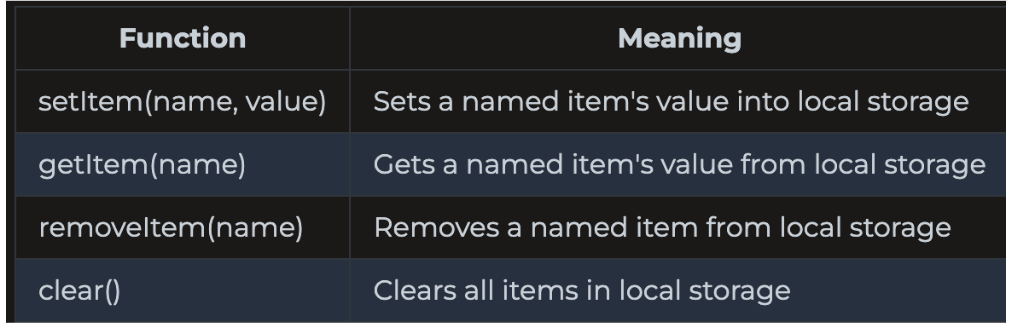 Function Meaning
setItem(name, value) Sets a named item's value into local storage
getItem(name) Gets a named item's value from local storage
removeItem(name) Removes a named item from local storage
clear() Clears all items in local storage